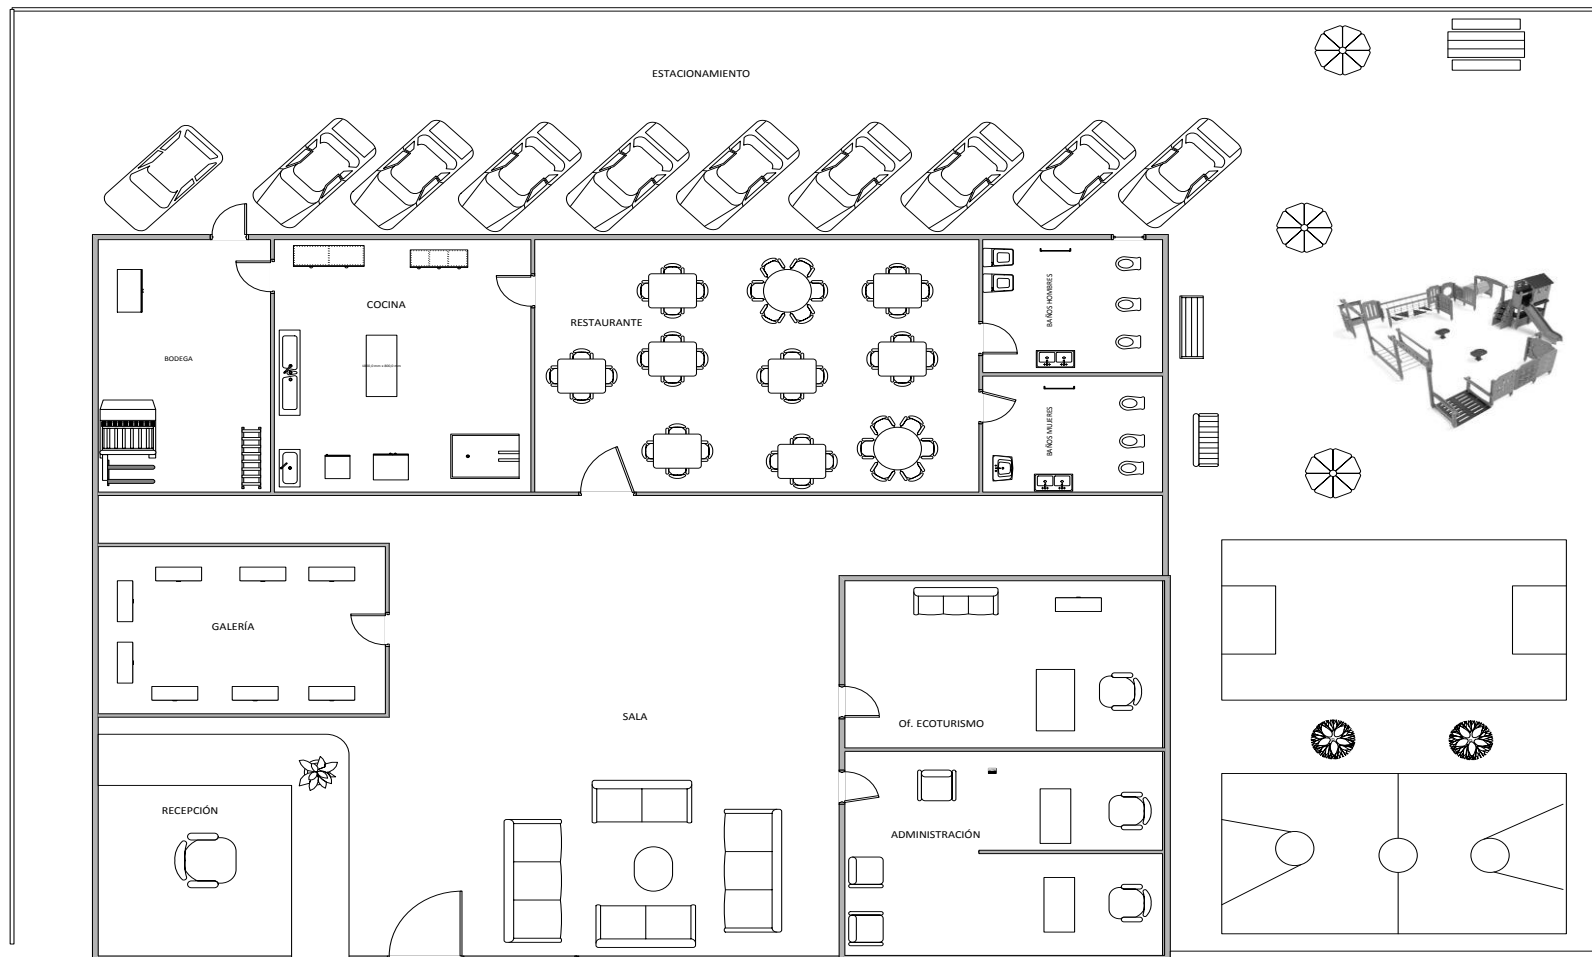 ESTACIONAMIENTO
COCINA
RESTAURANTE
BAÑOS HOMBRES
BODEGA
BAÑOS MUJERES
GALERÍA
SALA
Of. ECOTURISMO
RECEPCIÓN
ADMINISTRACIÓN